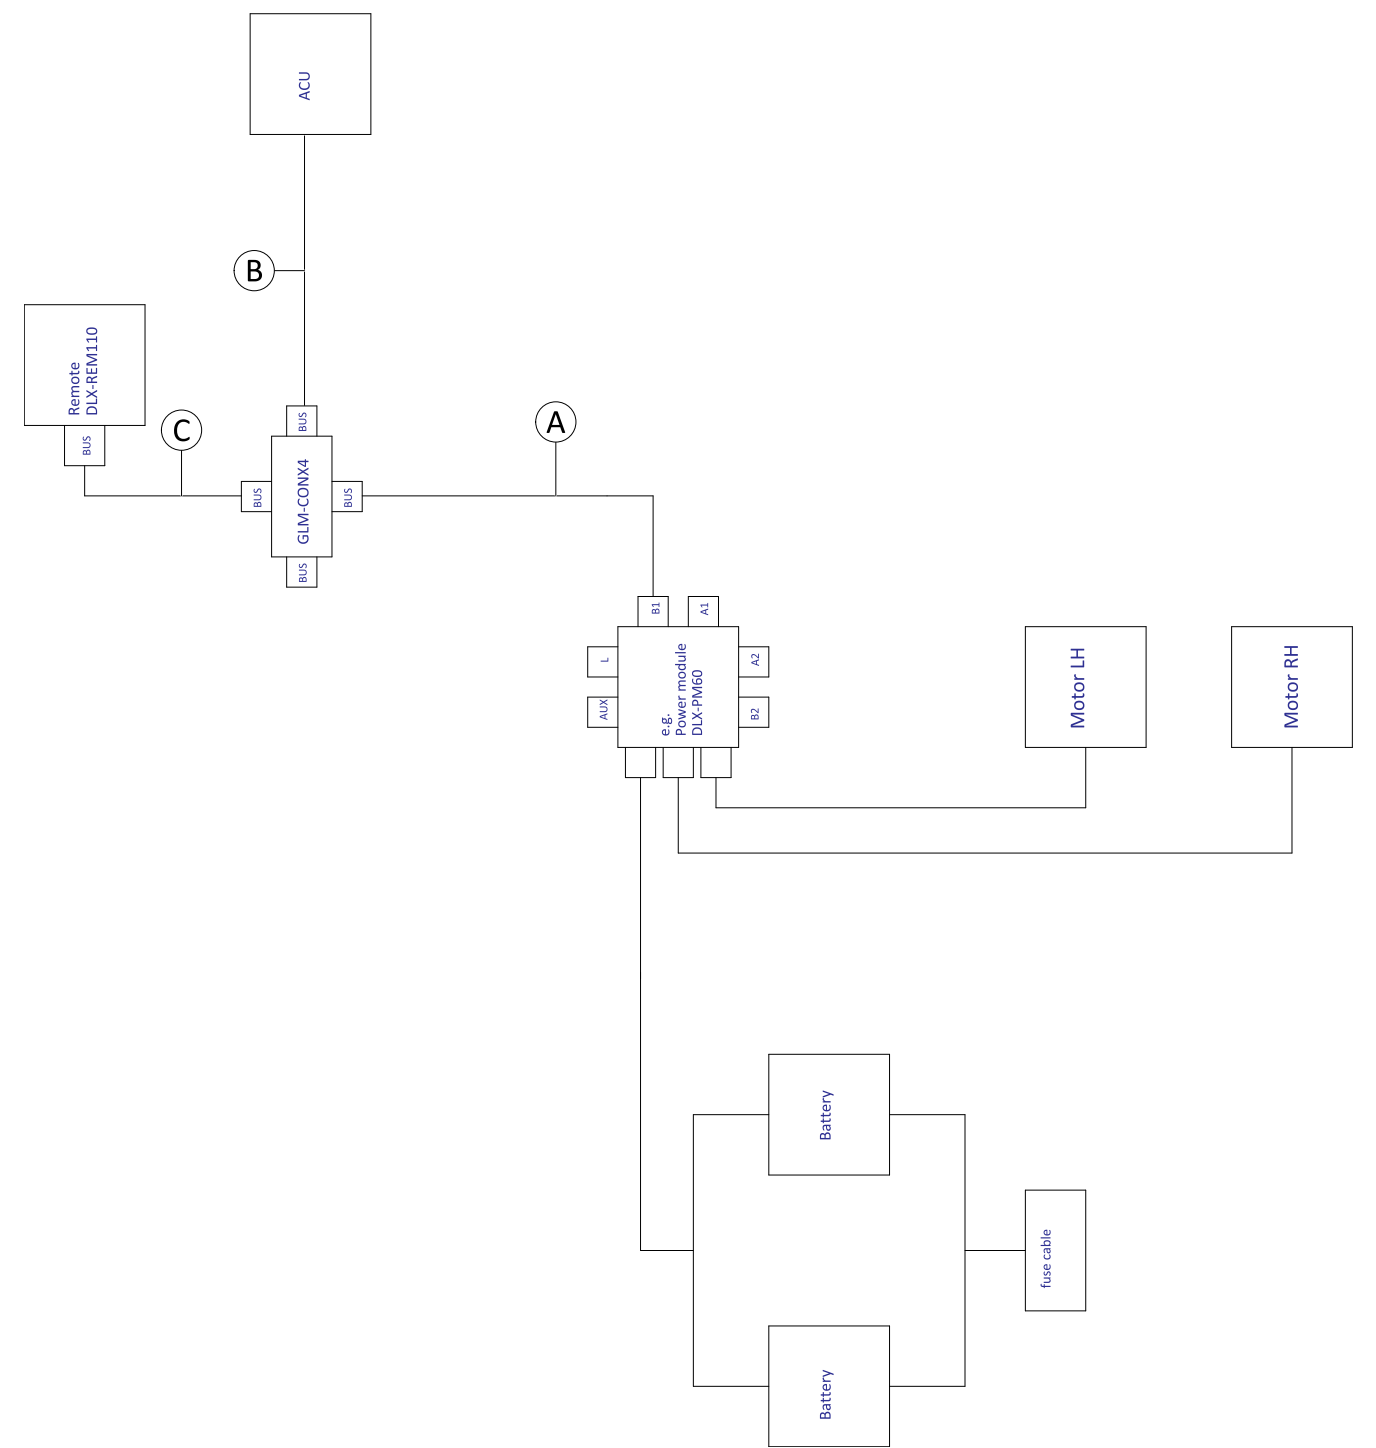 ACU
B
Remote
DLX-REM110
BUS
C
A
BUS
BUS
GLM-CONX4
BUS
BUS
B1
A1
L
A2
AUX
B2
e.g.
Power module
DLX-PM60
Motor LH
Motor RH
Battery
fuse cable
Battery